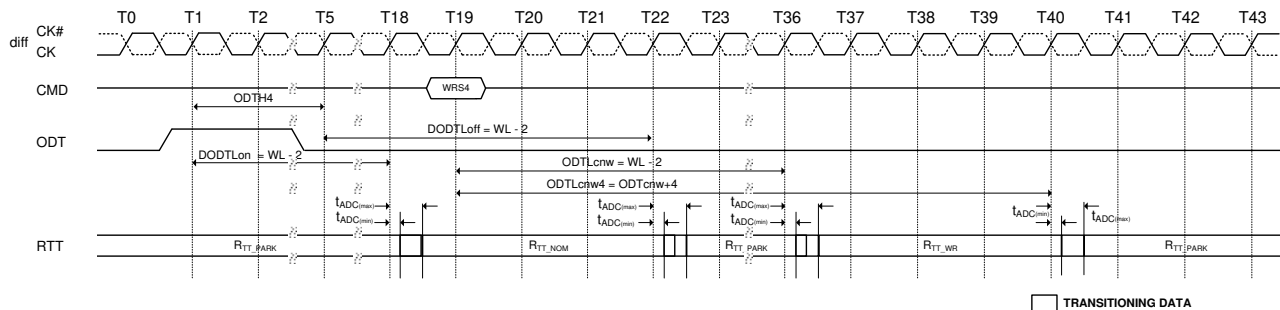 T0 T1 T2 T5 T18 T19 T20 T21 T22 T23 T36 T37 T38 T39 T40 T41 T42 T43
diff CK#
CK
CMD WRS4
ODTH4
DODTLoff = WL - 2
ODT
DODTLon = WL - 2
ODTLcnw = WL - 2
ODTLcnw4 = ODTcnw+4
tADC(max) tADC(max) tADC(max)
tADC(min) tADC(min) tADC(min) tADC(min) tADC(max)
RTT RTT_PARK RTT_NOM RTT_PARK RTT_WR RTT_PARK
TRANSITIONING DATA